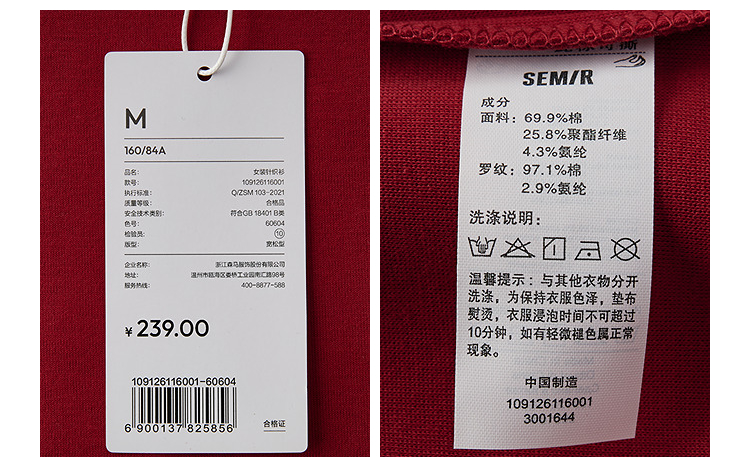 M
160/84A
品名: 女装针织衫
款号: 109126116001
执行标准: Q/ZSM 103-2021
质量等级: 合格品
安全技术类别: 符合GB 18401 B类
色号: 60604
检验员: 10
版型: 宽松型
企业名称: 浙江森马服饰股份有限公司
地址: 温州市瓯海区娄桥工业园南汇路98号
服务热线: 400-8877-588
¥ 239.00
109126116001-60604
6 900137 825856
合格证
SEMIR
成分
面料: 69.9%棉
25.8%聚酯纤维
4.3%氨纶
罗纹: 97.1%棉
2.9%氨纶
洗涤说明:
温馨提示: 与其他衣物分开
洗涤, 为保持衣服色泽, 垫布
熨烫, 衣服浸泡时间不可超过
10分钟, 如有轻微褪色属正常
现象。
中国制造
109126116001
3001644